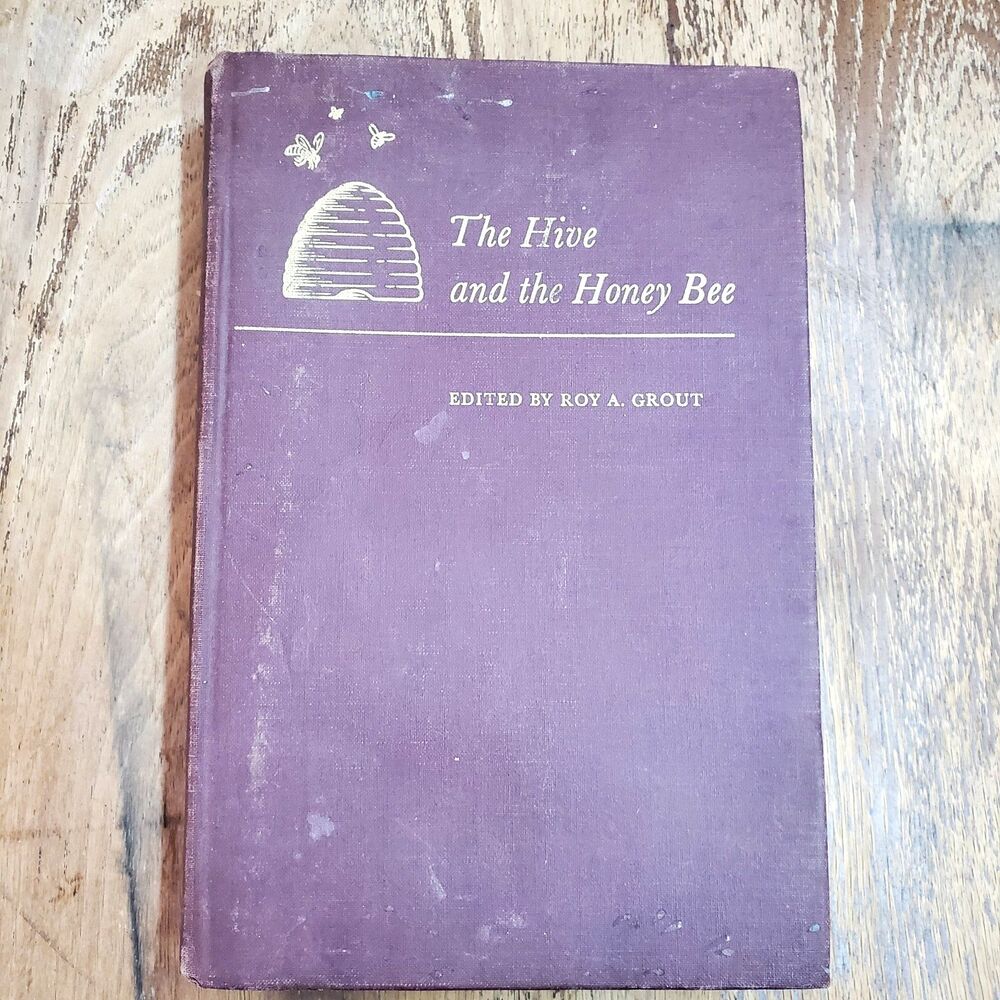 The Hive
and the Honey Bee
EDITED BY ROY A. GROUT